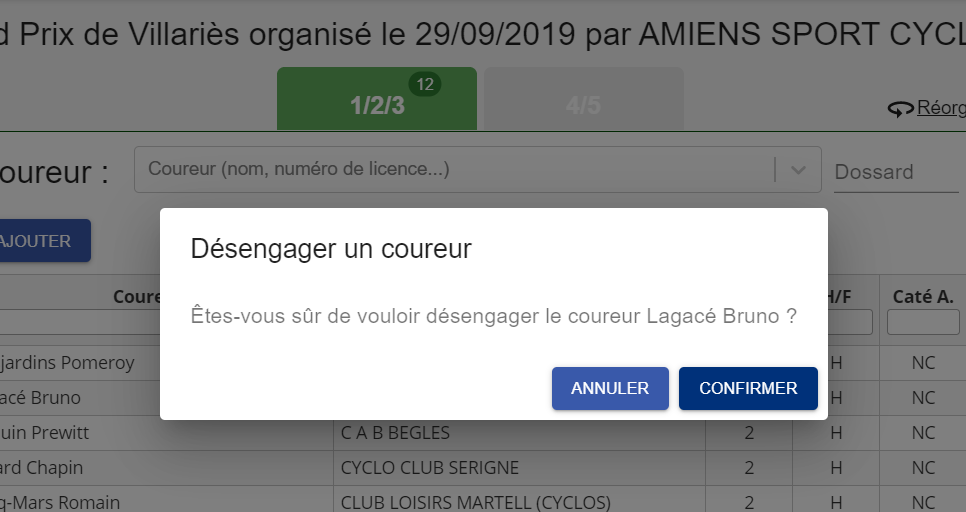 d Prix de Villariès organisé le 29/09/2019 par AMIENS SPORT CYCL
12
1/2/3
4/5
Réorg
oureur :
Coureur (nom, numéro de licence...)
Dossard
AJOUTER
Désengager un coureur
Coure
H/F
Caté A.
Êtes-vous sûr de vouloir désengager le coureur Lagacé Bruno ?
jardins Pomeroy H NC
ANNULER CONFIRMER
acé Bruno H NC
uin Prewitt C A B BEGLES 2 H NC
ard Chapin CYCLO CLUB SERIGNE 2 H NC
q-Mars Romain CLUB LOISIRS MARTELL (CYCLOS) 2 H NC